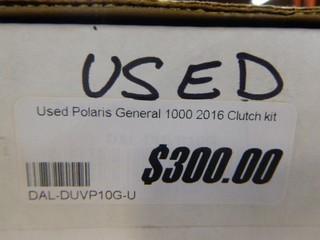 USED
Used Polaris General 1000 2016 Clutch kit
$300.00
DAL-DUVP10G-U